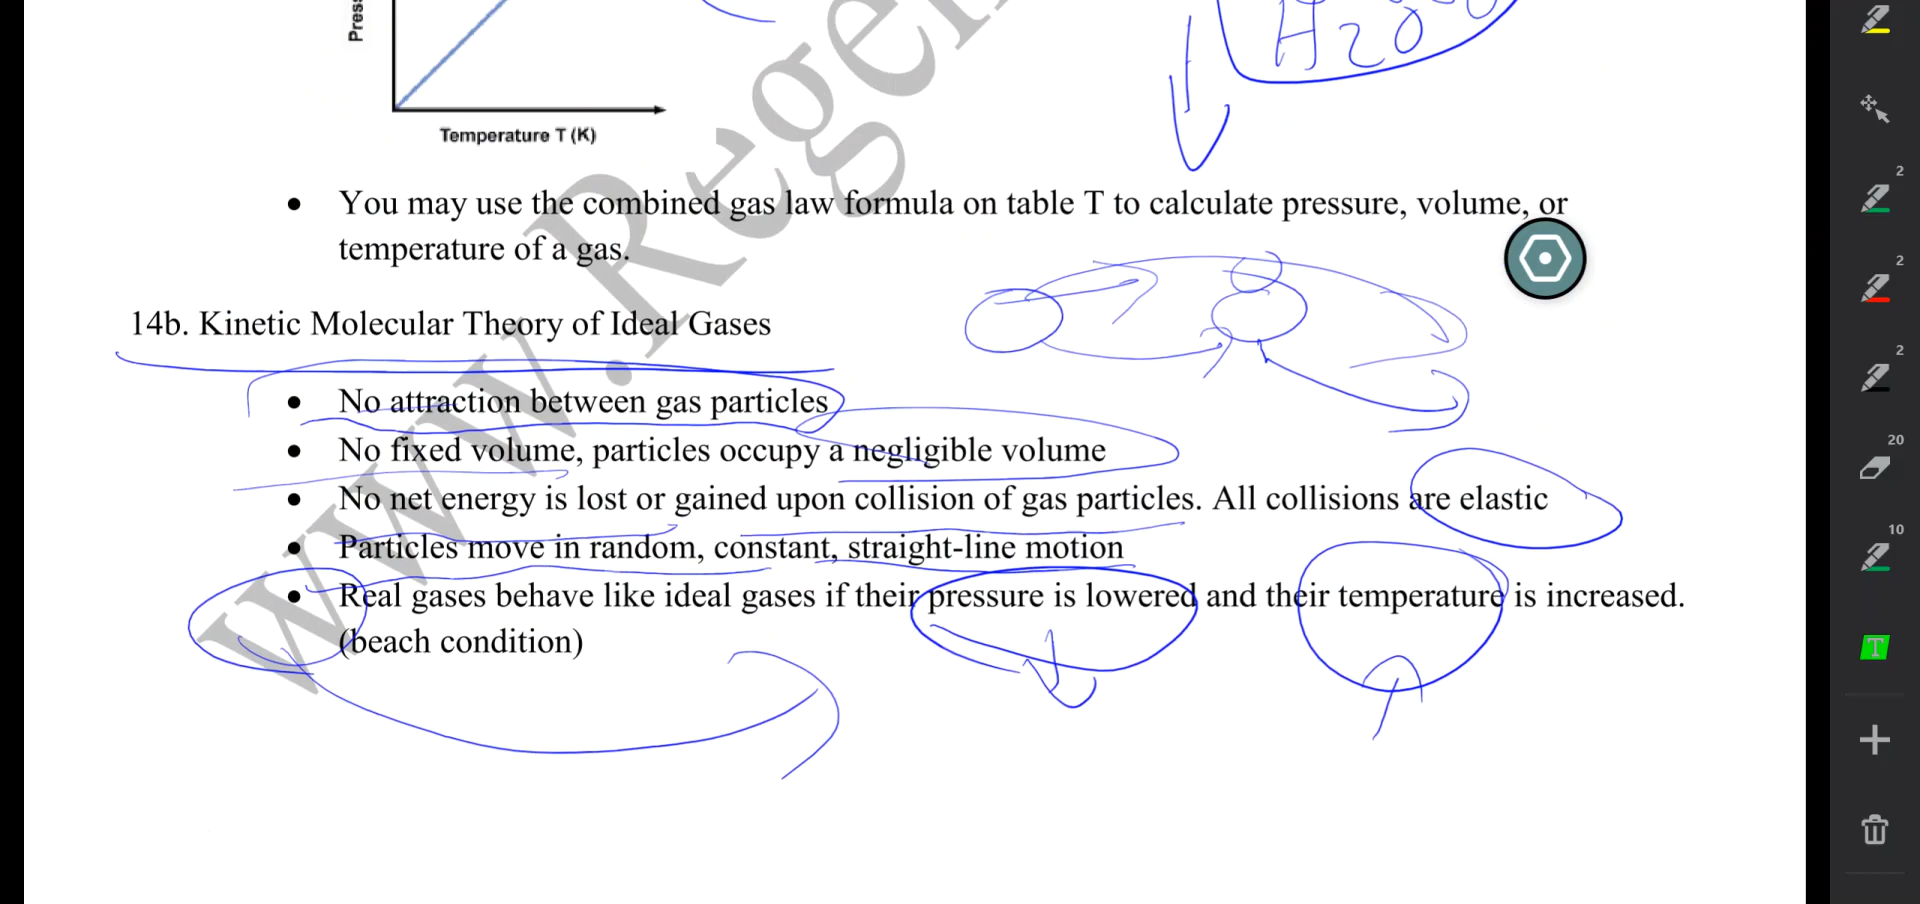 Pres
H2O
Temperature T (K)
• You may use the combined gas law formula on table T to calculate pressure, volume, or
temperature of a gas.
14b. Kinetic Molecular Theory of Ideal Gases
• No attraction between gas particles
• No fixed volume, particles occupy a negligible volume
• No net energy is lost or gained upon collision of gas particles. All collisions are elastic
• Particles move in random, constant, straight-line motion
• Real gases behave like ideal gases if their pressure is lowered and their temperature is increased.
(beach condition)
www.Regen
2
2
2
20
10
T